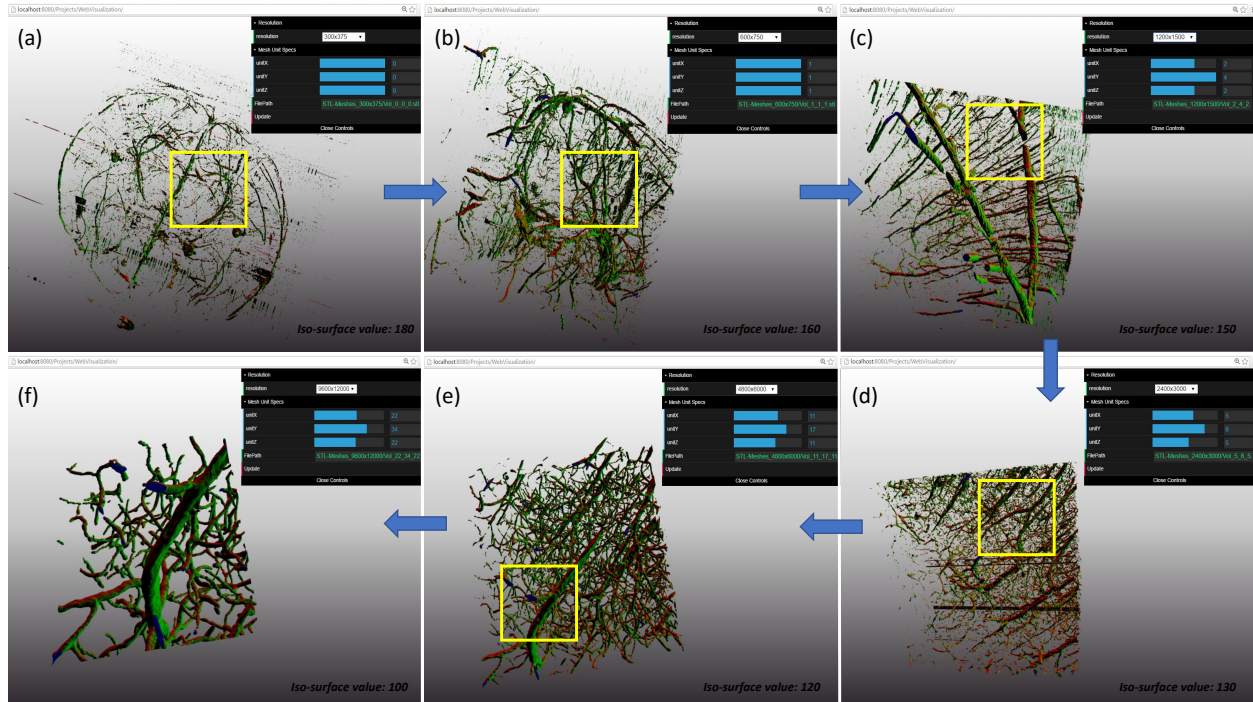 localhost:8080/Projects/WebVisualization/
(a)
Resolution
resolution
300x375
Mesh Unit Specs
unitX
0
unitY
0
unitZ
0
FilePath
STL-Meshes_300x375/Vol_0_0_0.stl
Update
Close Controls
Iso-surface value: 180
localhost:8080/Projects/WebVisualization/
(b)
Resolution
resolution
600x750
Mesh Unit Specs
unitX
1
unitY
1
unitZ
1
FilePath
STL-Meshes_600x750/Vol_1_1_1.stl
Update
Close Controls
Iso-surface value: 160
localhost:8080/Projects/WebVisualization/
(c)
Resolution
resolution
1200x1500
Mesh Unit Specs
unitX
2
unitY
4
unitZ
2
FilePath
STL-Meshes_1200x1500/Vol_2_4_2.
Update
Close Controls
Iso-surface value: 150
localhost:8080/Projects/WebVisualization/
(f)
Resolution
resolution
9600x12000
Mesh Unit Specs
unitX
22
unitY
34
unitZ
22
FilePath
STL-Meshes_9600x12000/Vol_22_34_22
Update
Close Controls
Iso-surface value: 100
localhost:8080/Projects/WebVisualization/
(e)
Resolution
resolution
4800x6000
Mesh Unit Specs
unitX
11
unitY
17
unitZ
11
FilePath
STL-Meshes_4800x6000/Vol_11_17_11
Update
Close Controls
Iso-surface value: 120
localhost:8080/Projects/WebVisualization/
(d)
Resolution
resolution
2400x3000
Mesh Unit Specs
unitX
5
unitY
8
unitZ
5
FilePath
STL-Meshes_2400x3000/Vol_5_8_5.
Update
Close Controls
Iso-surface value: 130